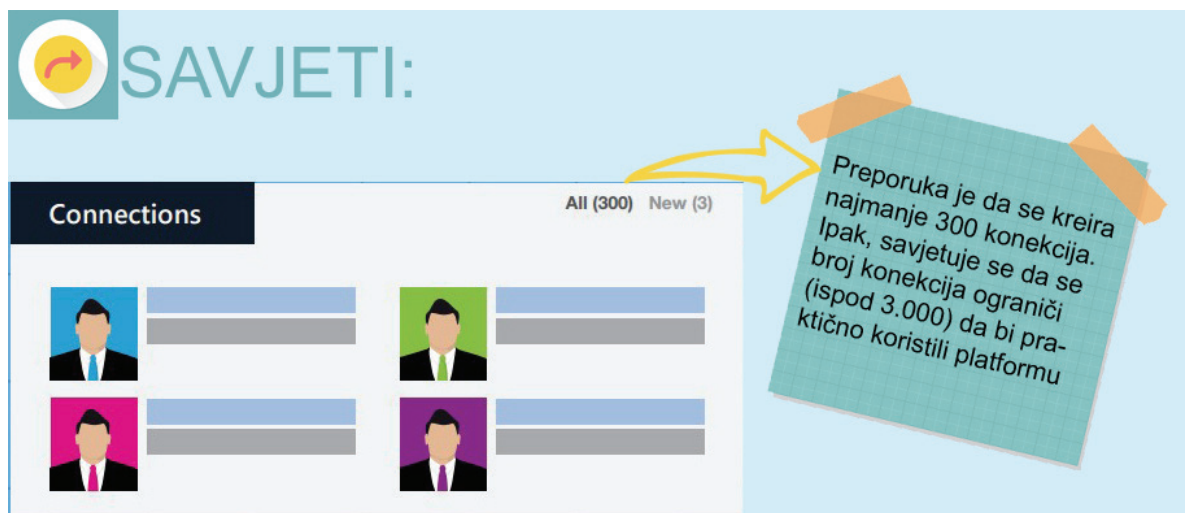 SAVJETI:
Connections
All (300) New (3)
Preporuka je da se kreira
najmanje 300 konekcija.
Ipak, savjetuje se da se
broj konekcija ograniči
(ispod 3.000) da bi pra-
ktično koristili platformu